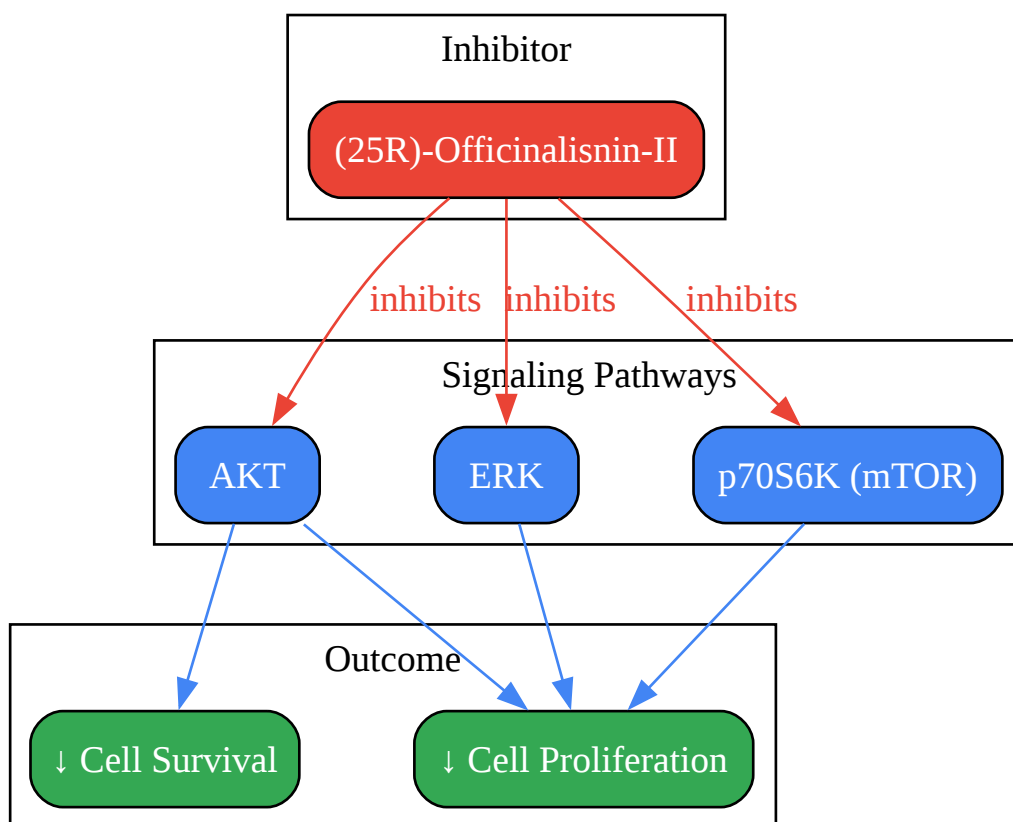 Inhibitor
(25R)-Officinalisnin-II
inhibits
inhibits
inhibits
Signaling Pathways
AKT
ERK
p70S6K (mTOR)
Outcome
↓ Cell Survival
↓ Cell Proliferation